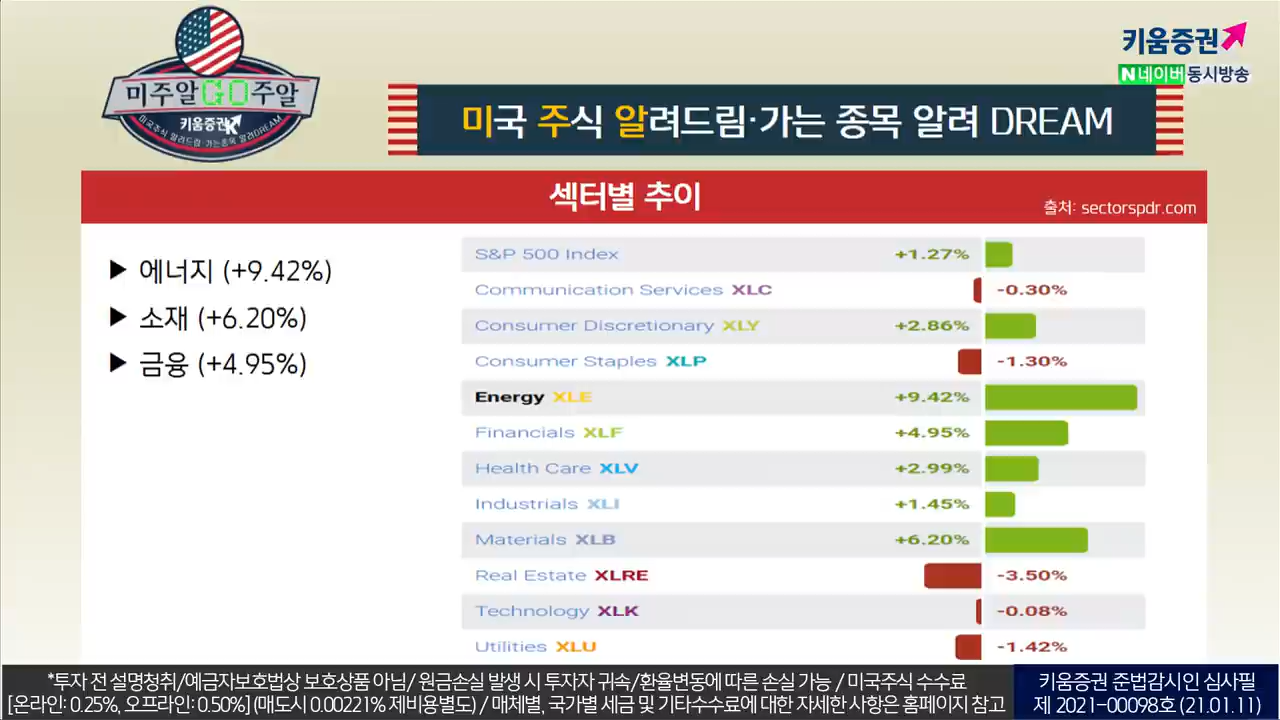 미주알GO주알
키움증권
미국주식 알려드림·가는종목 알려DREAM
키움증권
N네이버 동시방송
미국 주식 알려드림·가는 종목 알려 DREAM
섹터별 추이
출처: sectorspdr.com
▶ 에너지 (+9.42%)
▶ 소재 (+6.20%)
▶ 금융 (+4.95%)
S&P 500 Index +1.27%
Communication Services XLC -0.30%
Consumer Discretionary XLY +2.86%
Consumer Staples XLP -1.30%
Energy XLE +9.42%
Financials XLF +4.95%
Health Care XLV +2.99%
Industrials XLI +1.45%
Materials XLB +6.20%
Real Estate XLRE -3.50%
Technology XLK -0.08%
Utilities XLU -1.42%
*투자 전 설명청취/예금자보호법상 보호상품 아님/ 원금손실 발생 시 투자자 귀속/환율변동에 따른 손실 가능 / 미국주식 수수료
[온라인: 0.25%, 오프라인: 0.50%] (매도시 0.00221% 제비용별도) / 매체별, 국가별 세금 및 기타수수료에 대한 자세한 사항은 홈페이지 참고
키움증권 준법감시인 심사필
제 2021-00098호 (21.01.11)